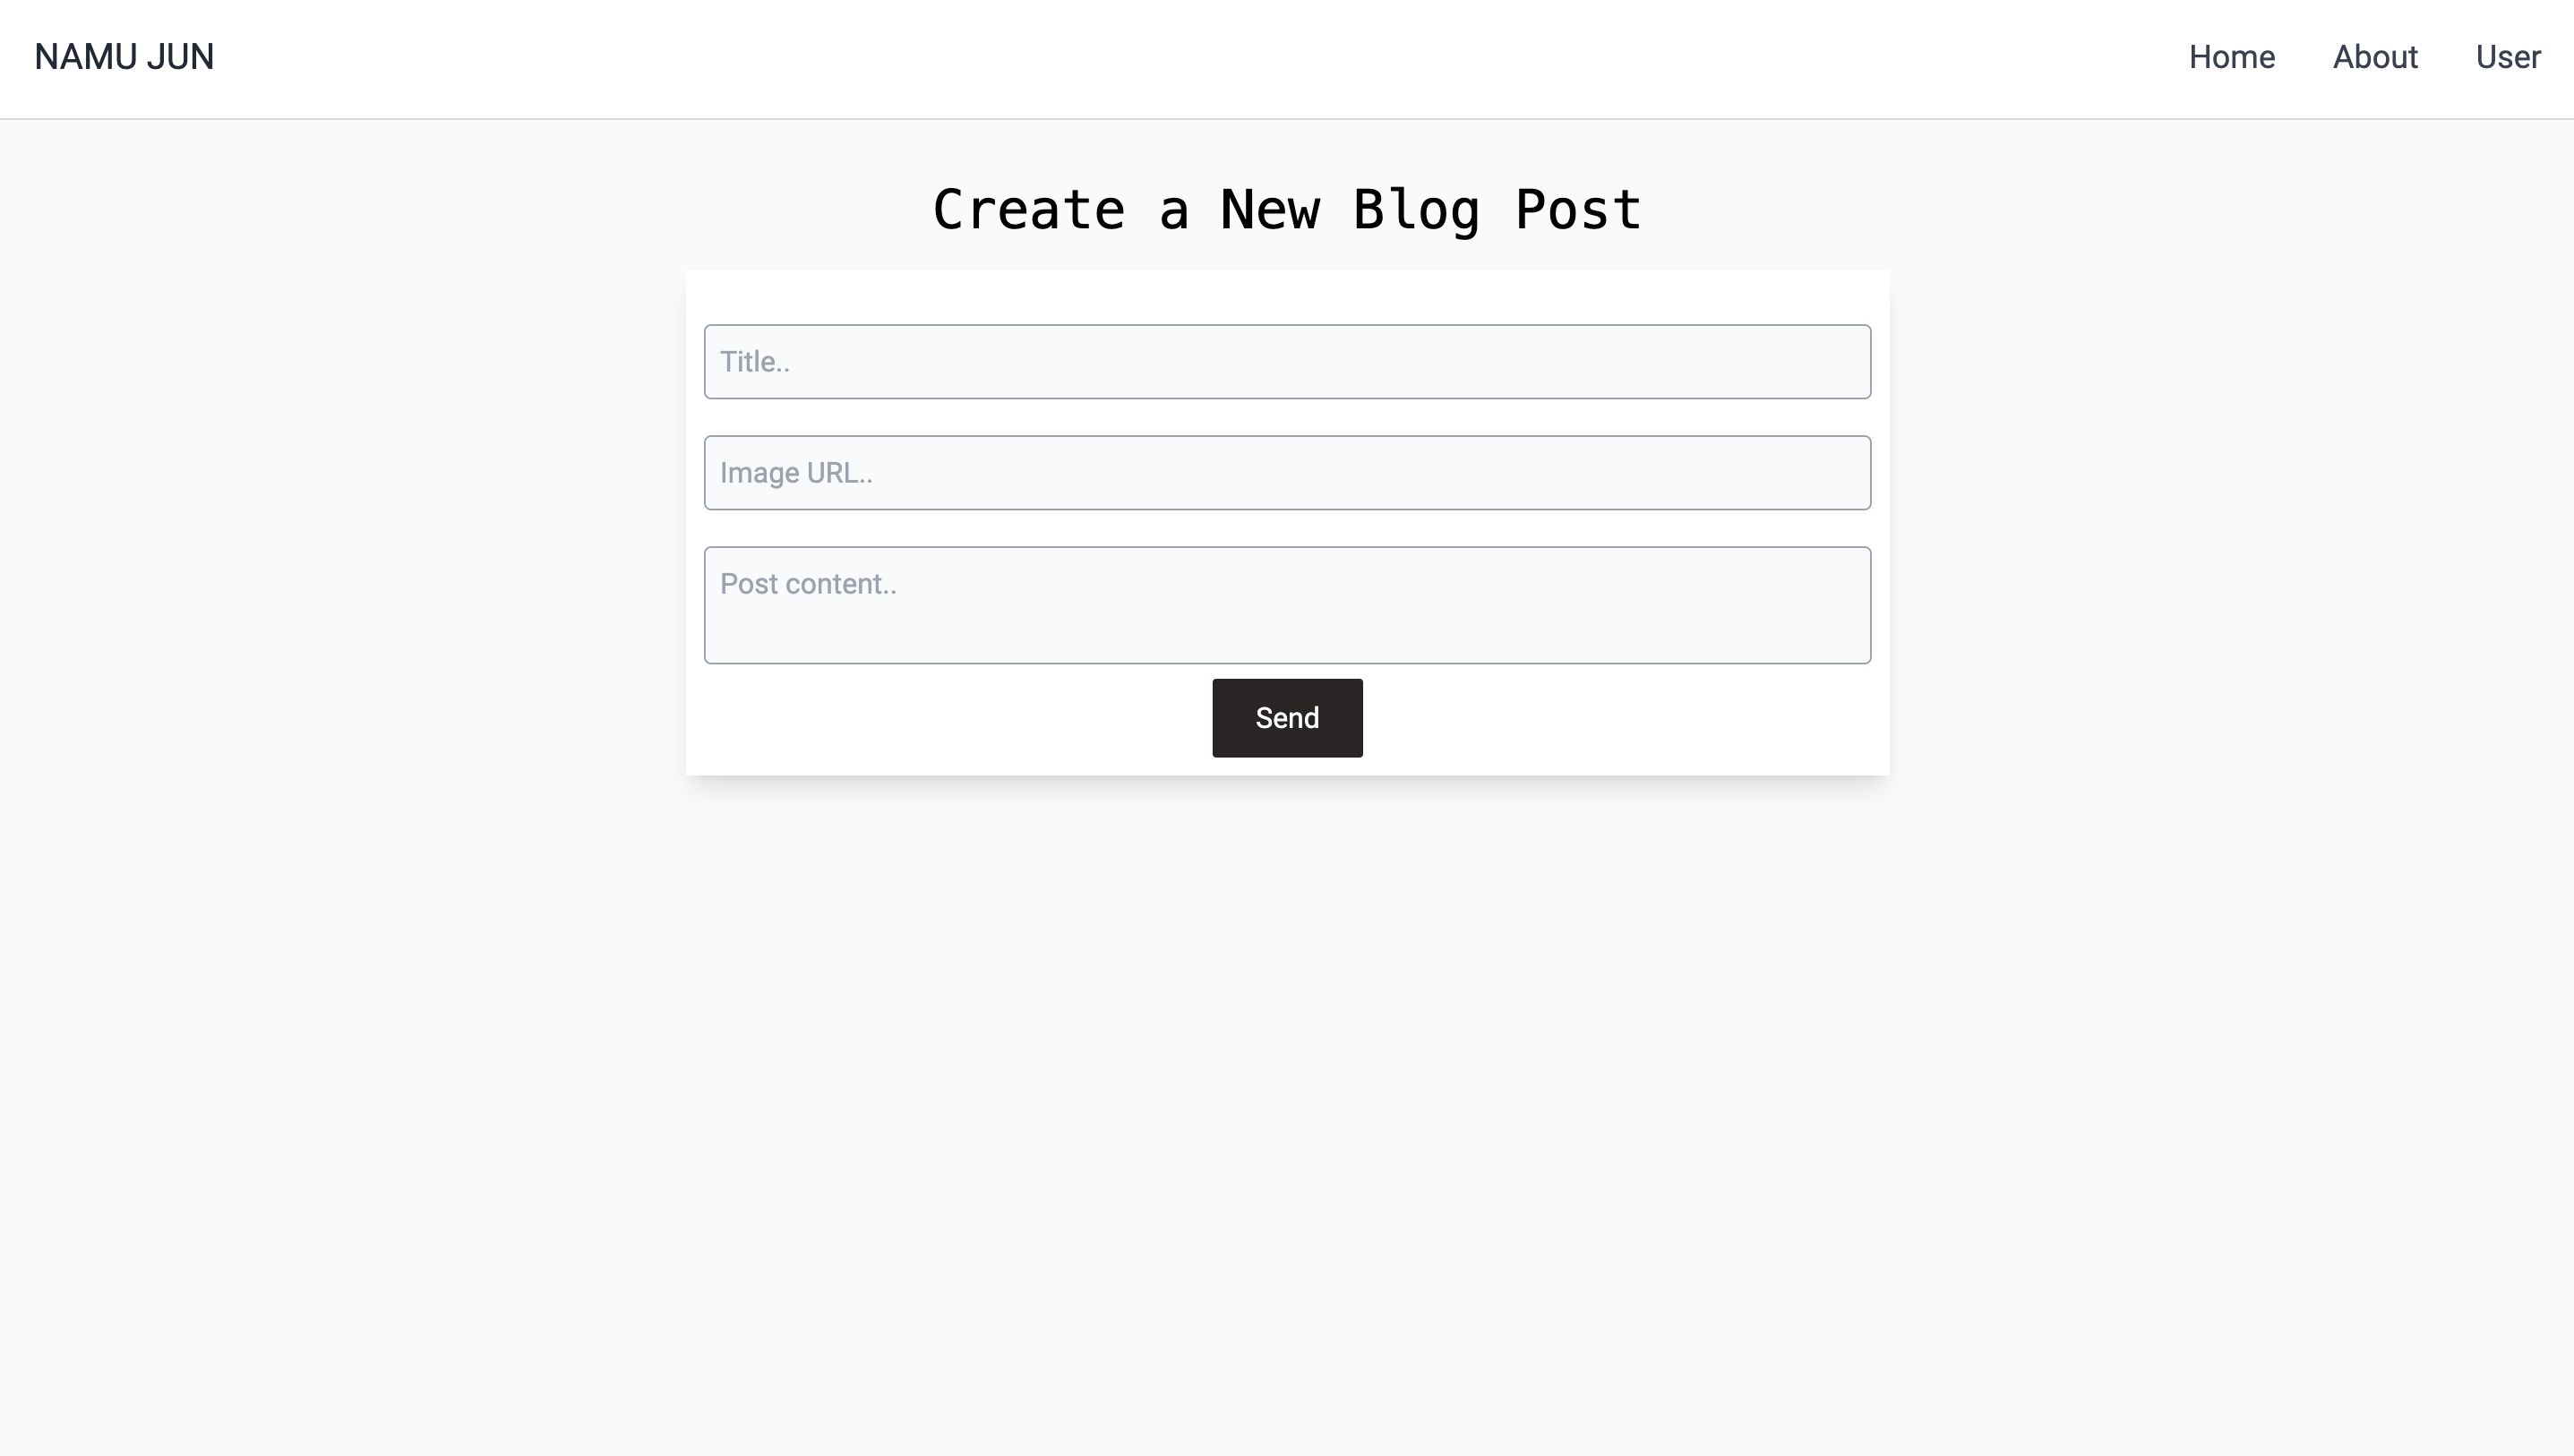 NAMU JUN
Home About User
Create a New Blog Post
Title..
Image URL..
Post content..
Send